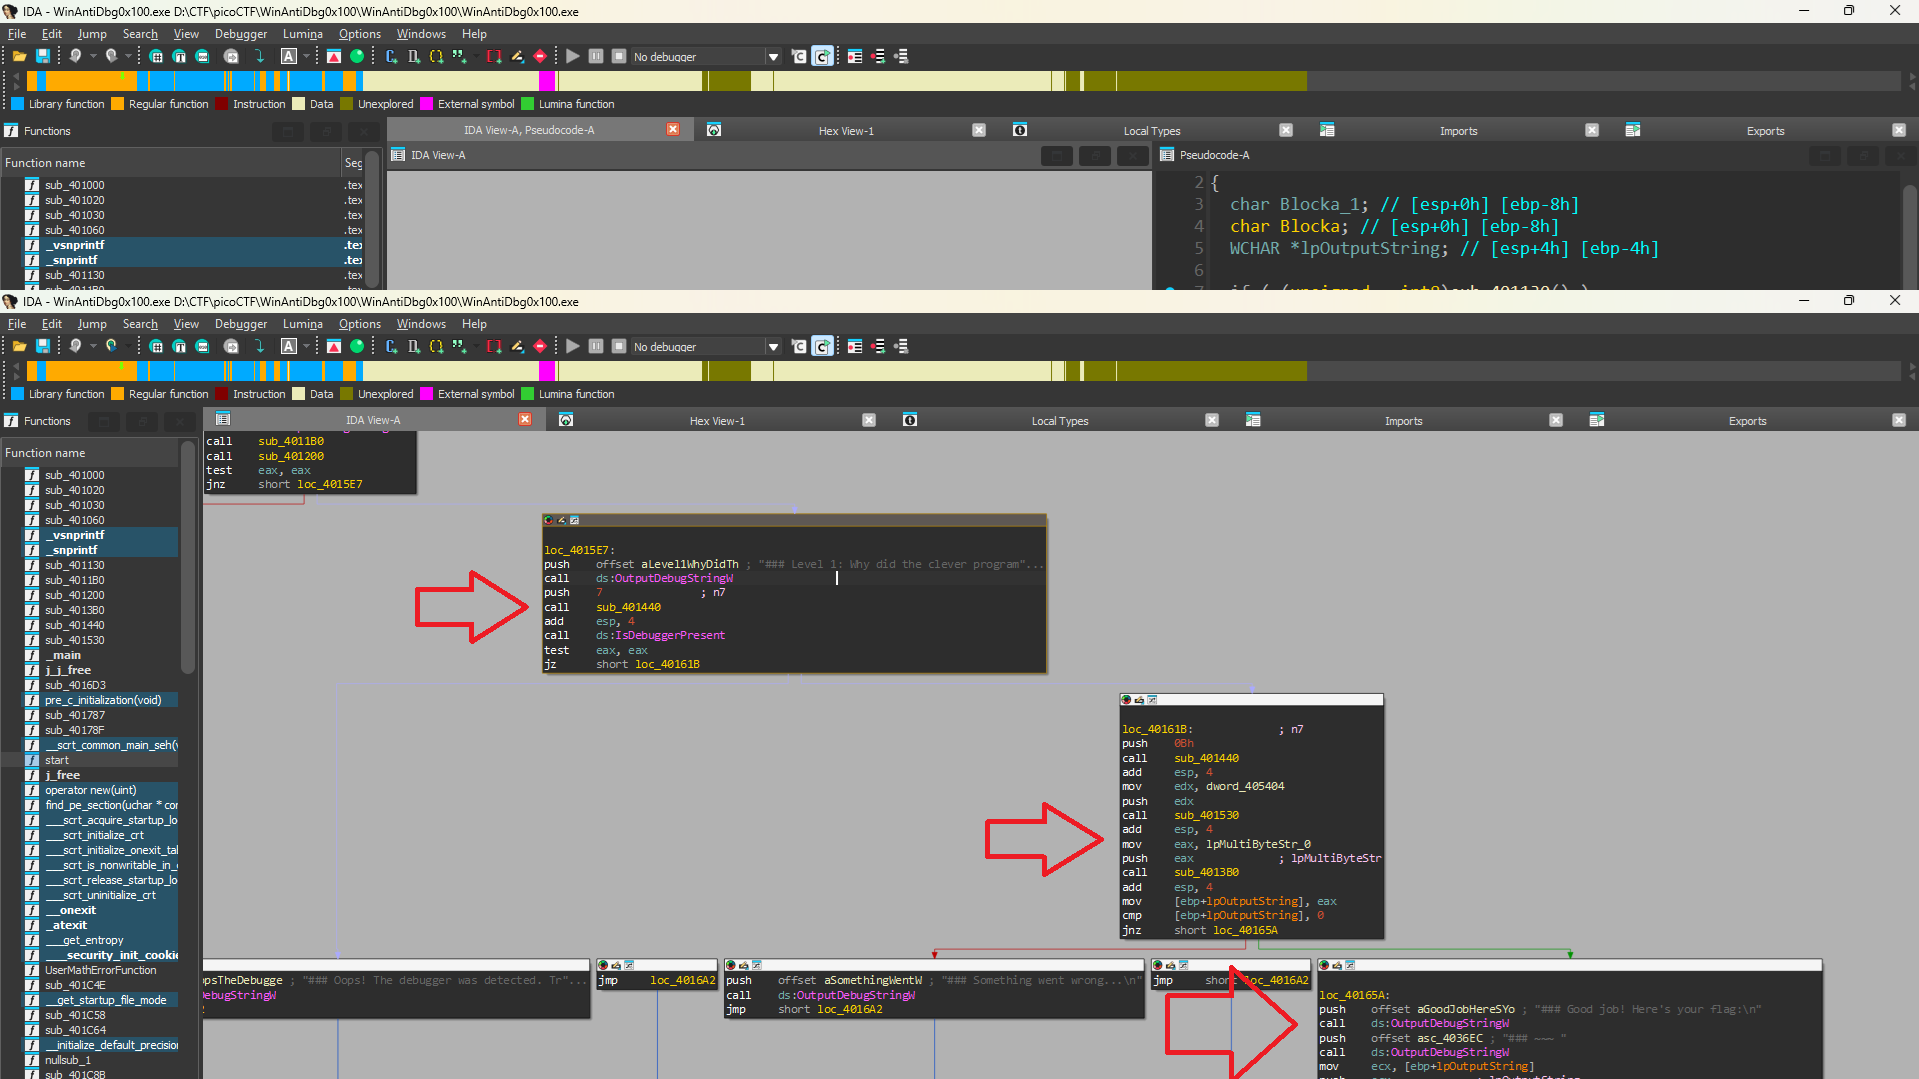 IDA - WinAntiDbg0x100.exe D:\CTF\picoCTF\WinAntiDbg0x100\WinAntiDbg0x100\WinAntiDbg0x100.exe
File Edit Jump Search View Debugger Lumina Options Windows Help
No debugger
Library function Regular function Instruction Data Unexplored External symbol Lumina function
Functions
IDA View-A, Pseudocode-A Hex View-1 Local Types Imports Exports
IDA View-A
Pseudocode-A
Function name Seg
sub_401000 .tex
sub_401020 .tex
sub_401030 .tex
sub_401060 .tex
_vsnprintf .tex
_snprintf .tex
sub_401130 .tex
2 {
3 char Blocka_1; // [esp+0h] [ebp-8h]
4 char Blocka; // [esp+0h] [ebp-8h]
5 WCHAR *lpOutputString; // [esp+4h] [ebp-4h]
6
IDA - WinAntiDbg0x100.exe D:\CTF\picoCTF\WinAntiDbg0x100\WinAntiDbg0x100\WinAntiDbg0x100.exe
File Edit Jump Search View Debugger Lumina Options Windows Help
No debugger
Library function Regular function Instruction Data Unexplored External symbol Lumina function
Functions
IDA View-A Hex View-1 Local Types Imports Exports
Function name
sub_401000
sub_401020
sub_401030
sub_401060
_vsnprintf
_snprintf
sub_401130
sub_4011B0
sub_401200
sub_4013B0
sub_401440
sub_401530
_main
j_j_free
sub_4016D3
pre_c_initialization(void)
sub_401787
sub_40178F
__scrt_common_main_seh(v
start
j_free
operator new(uint)
find_pe_section(uchar * con
___scrt_acquire_startup_lo
___scrt_initialize_crt
___scrt_initialize_onexit_tal
___scrt_is_nonwritable_in_
___scrt_release_startup_lo
___scrt_uninitialize_crt
__onexit
_atexit
___get_entropy
___security_init_cookie
UserMathErrorFunction
sub_401C4E
__get_startup_file_mode
sub_401C58
sub_401C64
__initialize_default_precision
nullsub_1
sub_401C8B
call sub_4011B0
call sub_401200
test eax, eax
jnz short loc_4015E7
loc_4015E7:
push offset aLevel1WhyDidTh ; "### Level 1: Why did the clever program"...
call ds:OutputDebugStringW
push 7 ; n7
call sub_401440
add esp, 4
call ds:IsDebuggerPresent
test eax, eax
jz short loc_40161B
loc_40161B: ; n7
push 0Bh
call sub_401440
add esp, 4
mov edx, dword_405404
push edx
call sub_401530
add esp, 4
mov eax, lpMultiByteStr_0
push eax ; lpMultiByteStr
call sub_4013B0
add esp, 4
mov [ebp+lpOutputString], eax
cmp [ebp+lpOutputString], 0
jnz short loc_40165A
opsTheDebugge ; "### Oops! The debugger was detected. Tr"...
DebugStringW
jmp loc_4016A2
push offset aSomethingWentW ; "### Something went wrong...\n"
call ds:OutputDebugStringW
jmp short loc_4016A2
jmp short loc_4016A2
loc_40165A:
push offset aGoodJobHereSYo ; "### Good job! Here's your flag:\n"
call ds:OutputDebugStringW
push offset asc_4036EC ; "### ~~~ "
call ds:OutputDebugStringW
mov ecx, [ebp+lpOutputString]